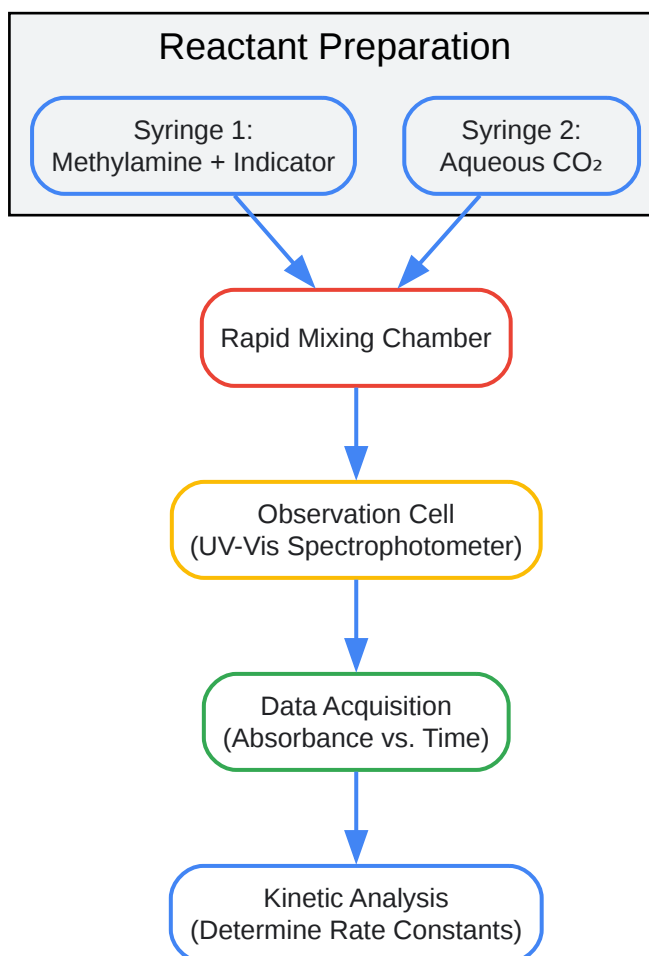 Reactant Preparation
Syringe 1:
Methylamine + Indicator
Syringe 2:
Aqueous CO₂
Rapid Mixing Chamber
Observation Cell
(UV-Vis Spectrophotometer)
Data Acquisition
(Absorbance vs. Time)
Kinetic Analysis
(Determine Rate Constants)